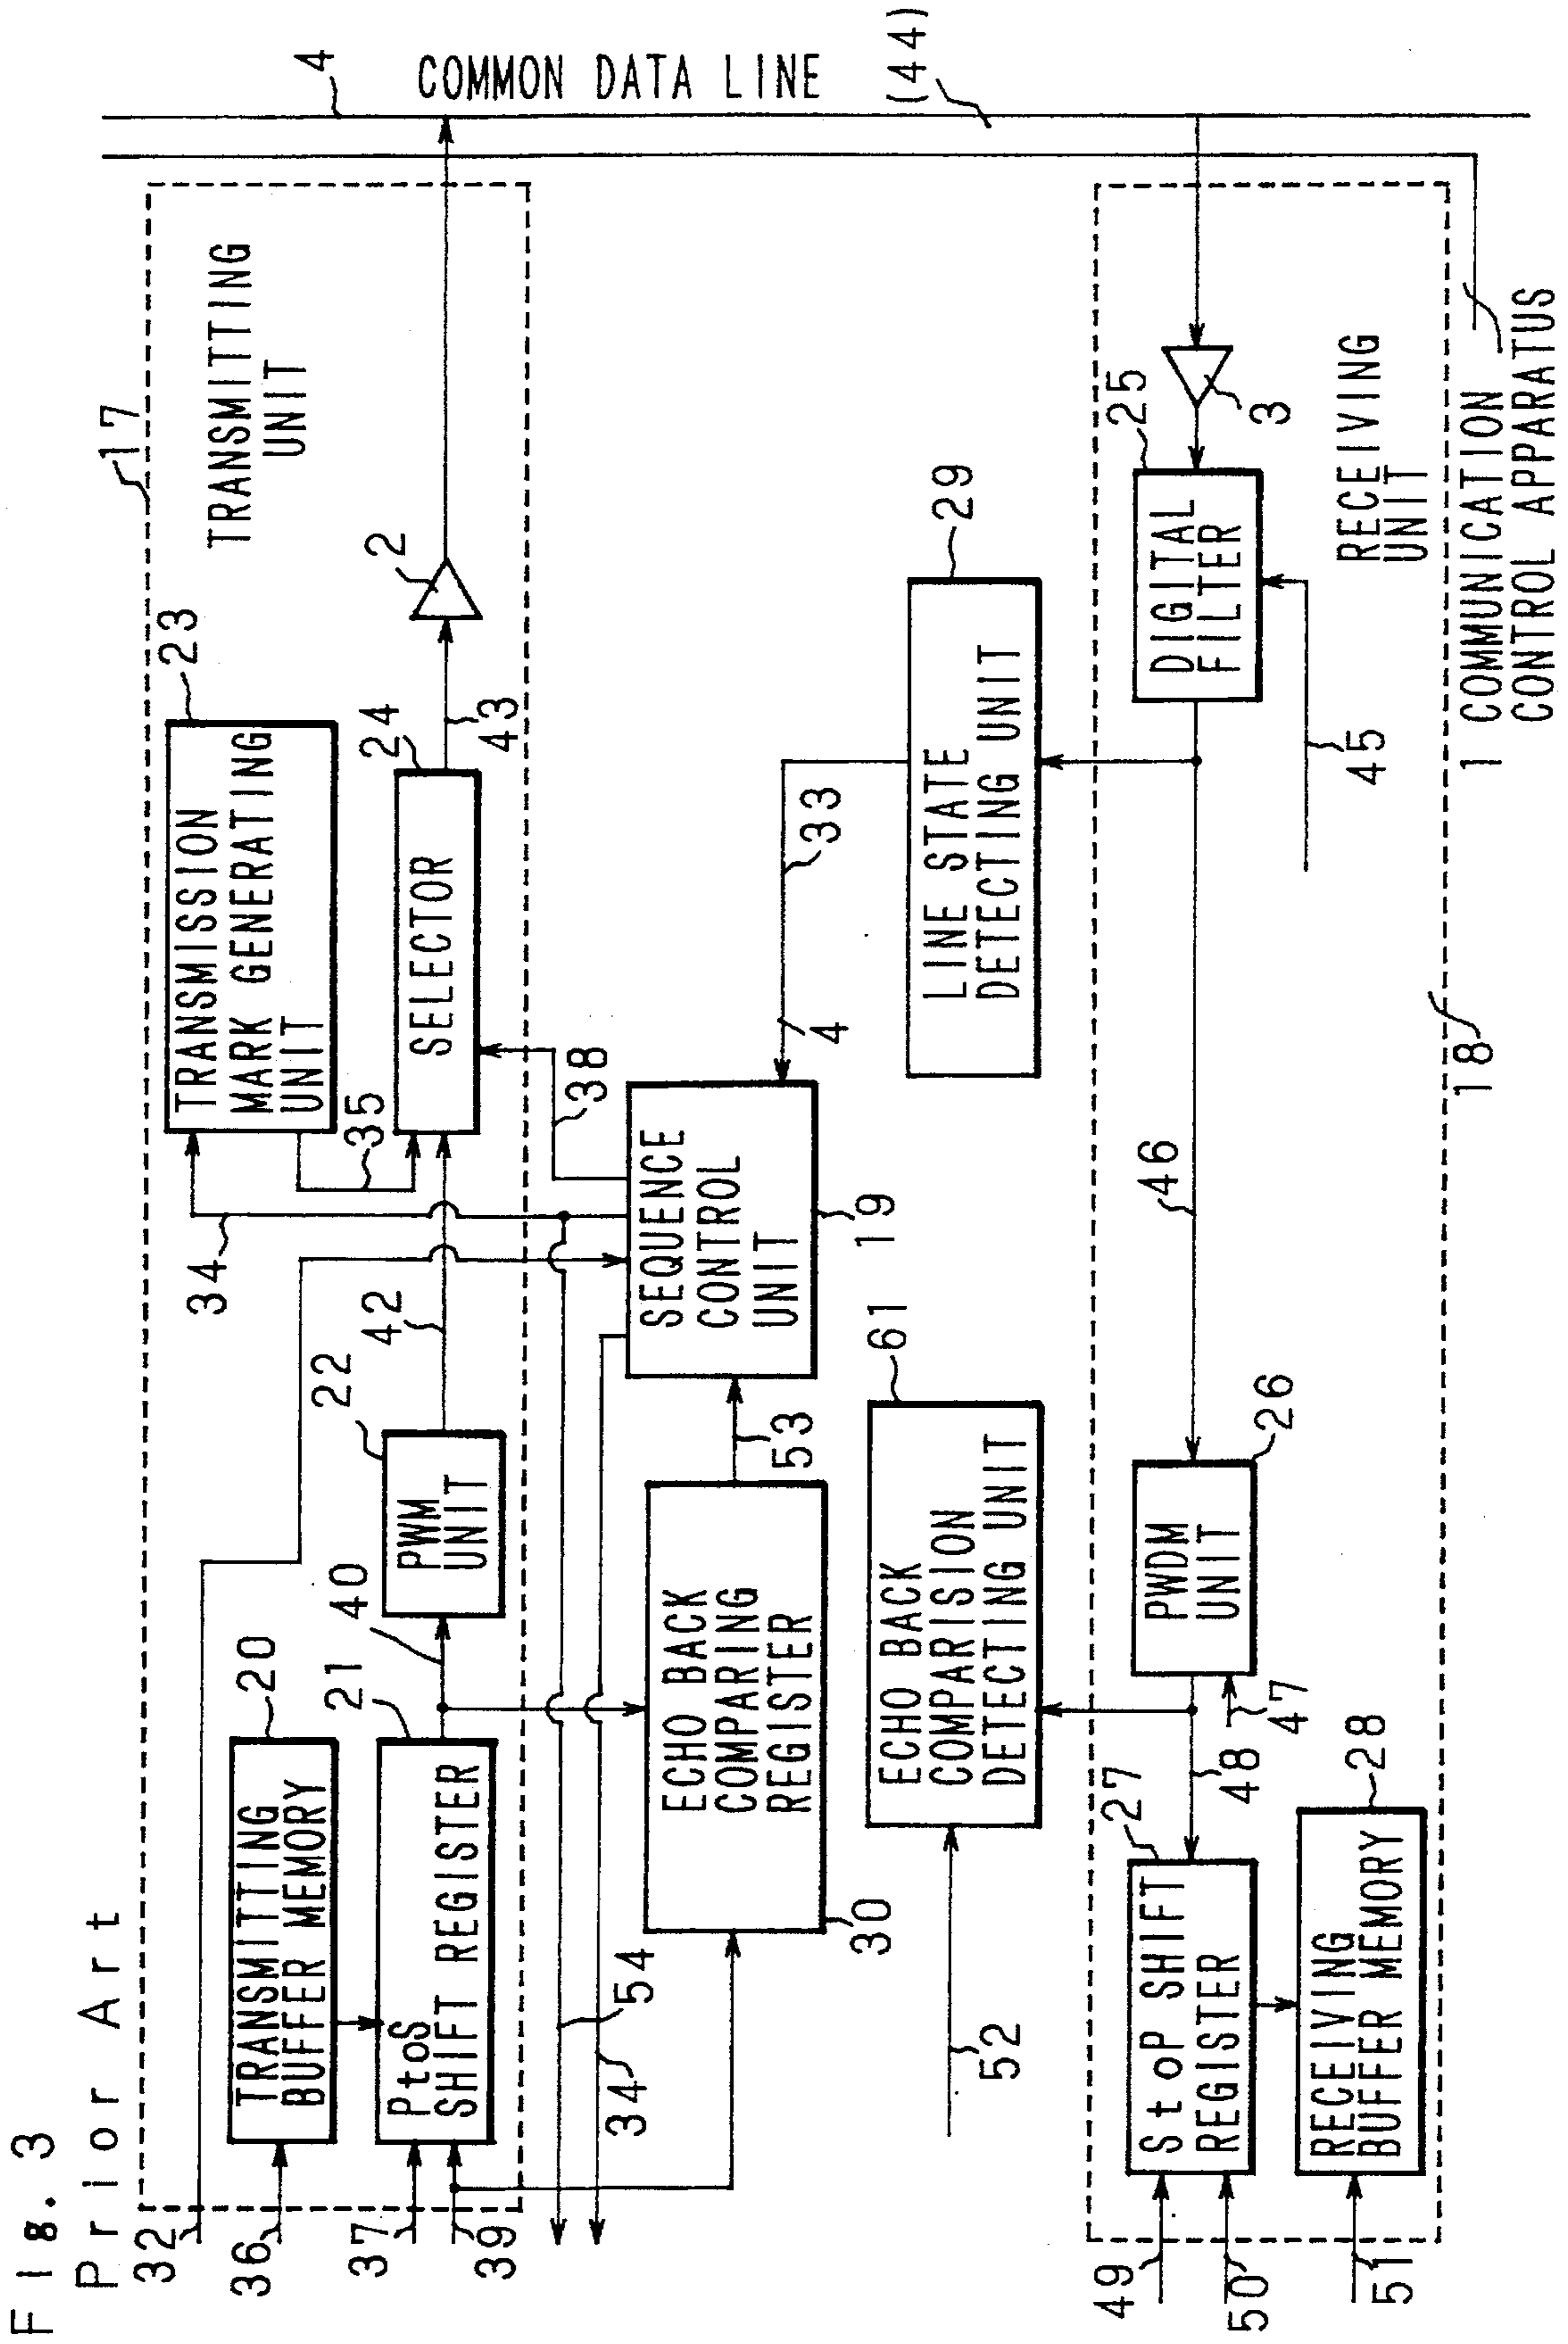 Fig. 3
Prior Art
17
TRANSMITTING
UNIT
32
36
37
39
20
TRANSMITTING
BUFFER MEMORY
21
PtoS
SHIFT REGISTER
40
22
PWM
UNIT
42
34
35
23
TRANSMISSION
MARK GENERATING
UNIT
24
SELECTOR
43
2
4
COMMON DATA LINE
(44)
54
34
30
ECHO BACK
COMPARING
REGISTER
53
SEQUENCE
CONTROL
UNIT
19
38
4
33
29
LINE STATE
DETECTING UNIT
52
61
ECHO BACK
COMPARISION
DETECTING UNIT
49
50
51
27
StoP SHIFT
REGISTER
28
RECEIVING
BUFFER MEMORY
48
47
26
PWDM
UNIT
46
45
25
DIGITAL
FILTER
3
RECEIVING
UNIT
18
1 COMMUNICATION
CONTROL APPARATUS